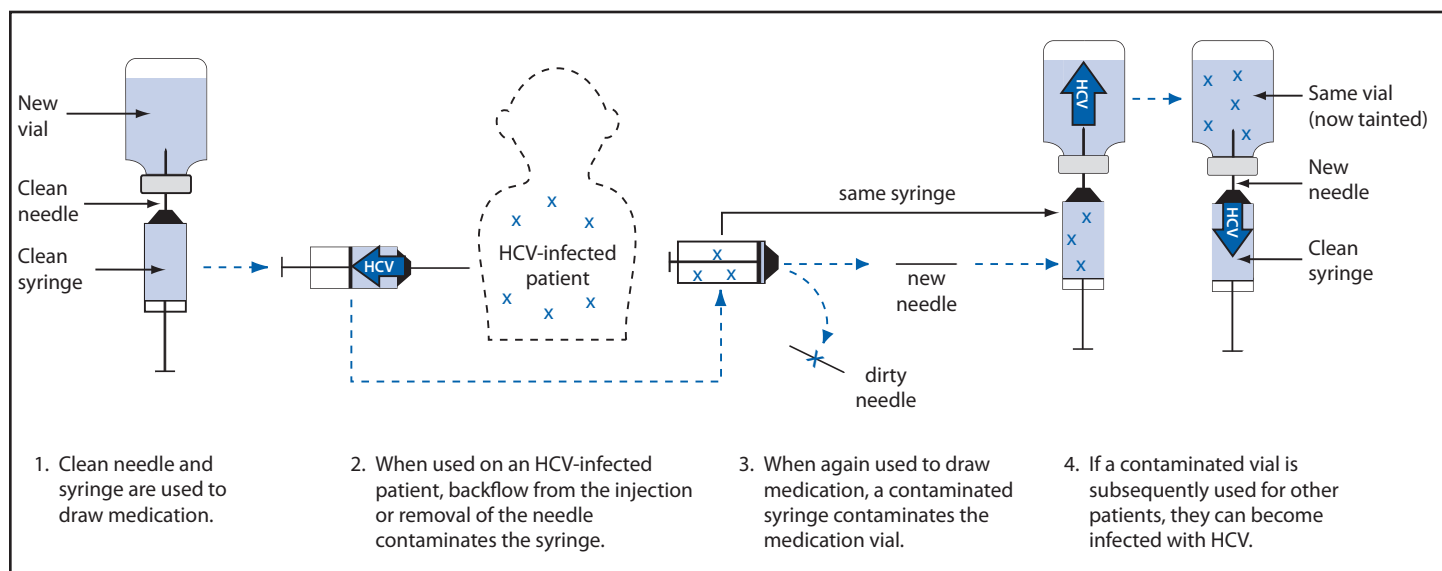 New
vial
Clean
needle
Clean
syringe
HCV
HCV-infected
patient
same syringe
new
needle
dirty
needle
HCV
HCV
Same vial
(now tainted)
New
needle
Clean
syringe
1. Clean needle and
syringe are used to
draw medication.
2. When used on an HCV-infected
patient, backflow from the injection
or removal of the needle
contaminates the syringe.
3. When again used to draw
medication, a contaminated
syringe contaminates the
medication vial.
4. If a contaminated vial is
subsequently used for other
patients, they can become
infected with HCV.